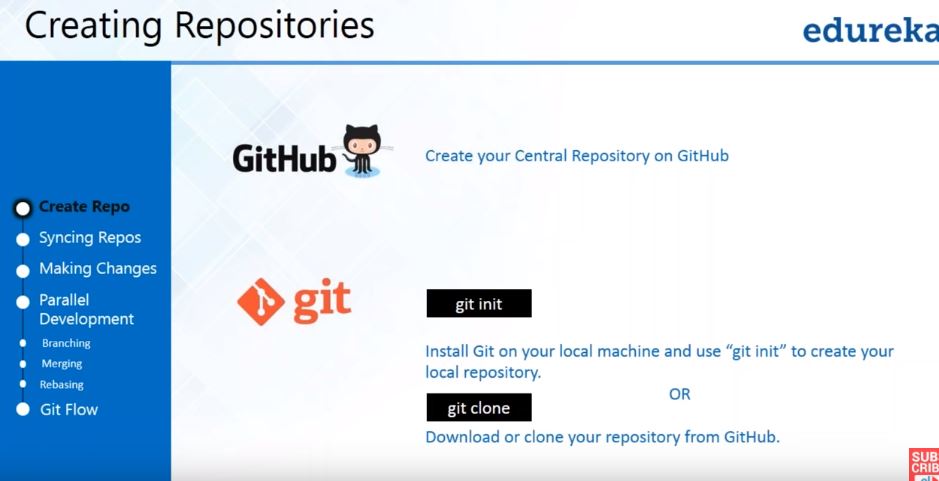 Creating Repositories
edureka
GitHub
Create your Central Repository on GitHub
Create Repo
Syncing Repos
Making Changes
Parallel
Development
Branching
Merging
Rebasing
Git Flow
git
git init
Install Git on your local machine and use “git init” to create your
local repository.
OR
git clone
Download or clone your repository from GitHub.
SUBS
CRIB